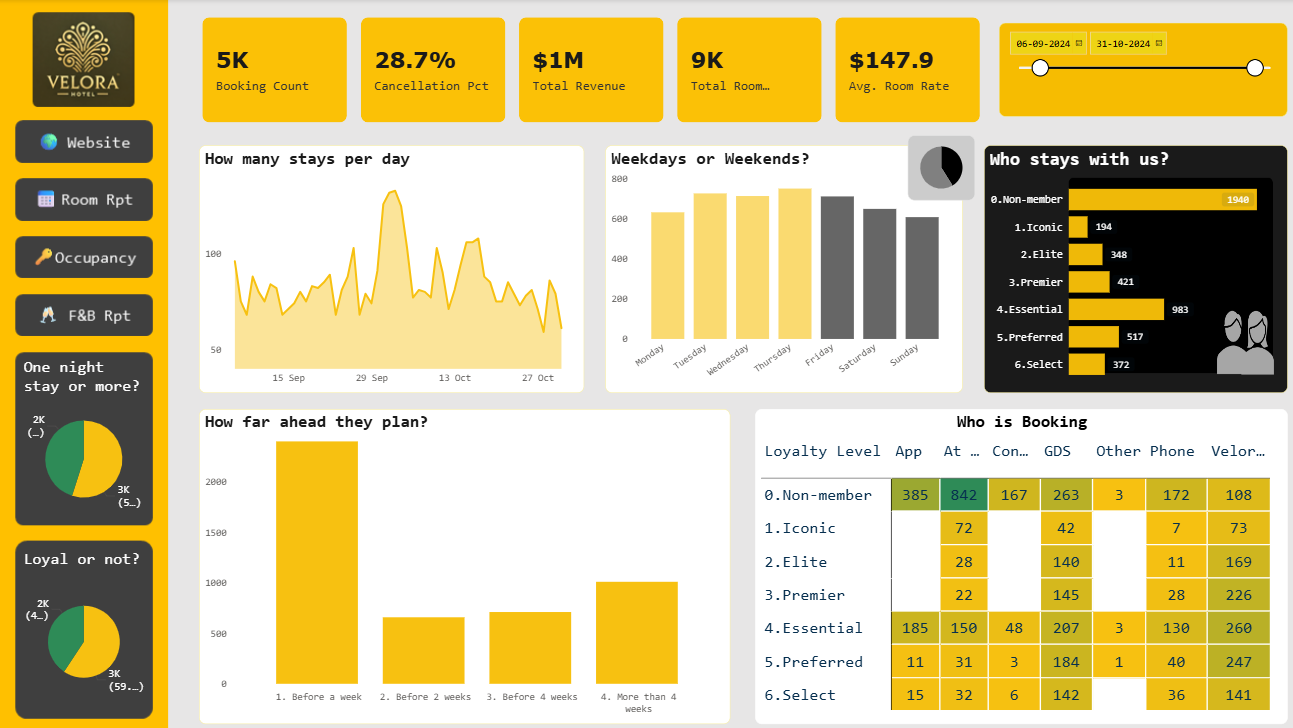 VELORA
HOTEL
Website
Room Rpt
Occupancy
F&B Rpt
One night
stay or more?
2K
(…)
3K
(5…)
Loyal or not?
2K
(4…)
3K
(59.…)
5K
Booking Count
28.7%
Cancellation Pct
$1M
Total Revenue
9K
Total Room…
$147.9
Avg. Room Rate
06-09-2024
31-10-2024
How many stays per day
100
50
15 Sep
29 Sep
13 Oct
27 Oct
Weekdays or Weekends?
800
600
400
200
0
Monday
Tuesday
Wednesday
Thursday
Friday
Saturday
Sunday
Who stays with us?
0.Non-member 1940
1.Iconic 194
2.Elite 348
3.Premier 421
4.Essential 983
5.Preferred 517
6.Select 372
How far ahead they plan?
2000
1500
1000
500
0
1. Before a week
2. Before 2 weeks
3. Before 4 weeks
4. More than 4
weeks
Who is Booking
Loyalty Level App At … Con… GDS Other Phone Velor…
0.Non-member 385 842 167 263 3 172 108
1.Iconic 72 42 7 73
2.Elite 28 140 11 169
3.Premier 22 145 28 226
4.Essential 185 150 48 207 3 130 260
5.Preferred 11 31 3 184 1 40 247
6.Select 15 32 6 142 36 141